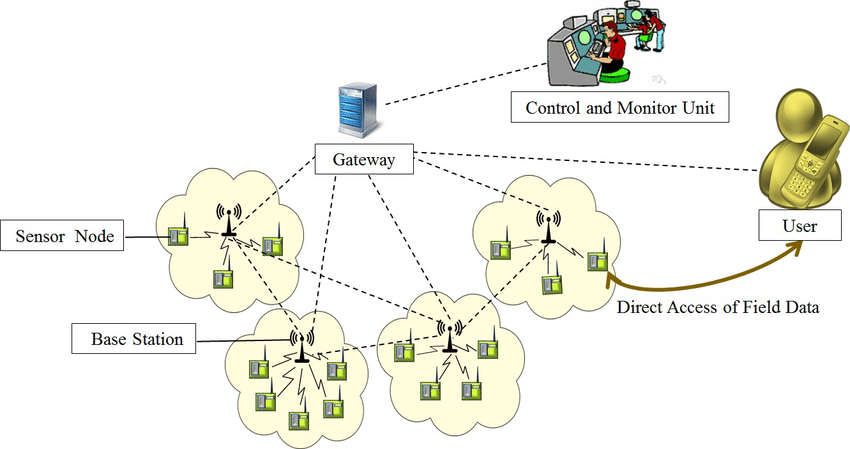 Control and Monitor Unit
Gateway
User
Sensor Node
Direct Access of Field Data
Base Station